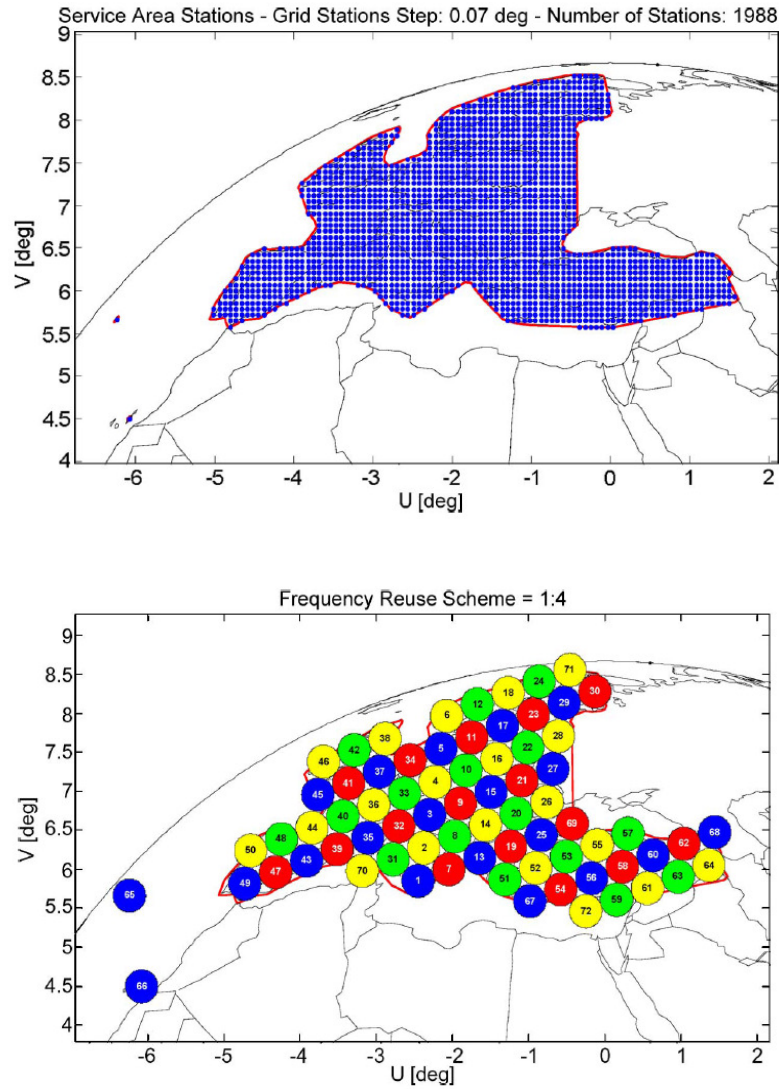 Service Area Stations - Grid Stations Step: 0.07 deg - Number of Stations: 1988
9
8.5
8
7.5
7
6.5
6
5.5
5
4.5
4
V [deg]
-6 -5 -4 -3 -2 -1 0 1 2
U [deg]
Frequency Reuse Scheme = 1:4
9
8.5
8
7.5
7
6.5
6
5.5
5
4.5
4
V [deg]
71
24 30
18
12 29
6 23
17 28
38 11
42 5 22
46 34 16 27
37 10
41 4 21
45 33 15 26
36 9
40 3 20 69
44 32 14 25 57 68
48 35 8 19 55 62
50 39 2 53 60
43 31 13 52 58 64
47 70 7 51 56 63
49 1 54 61
65 67 59
72
66
-6 -5 -4 -3 -2 -1 0 1 2
U [deg]